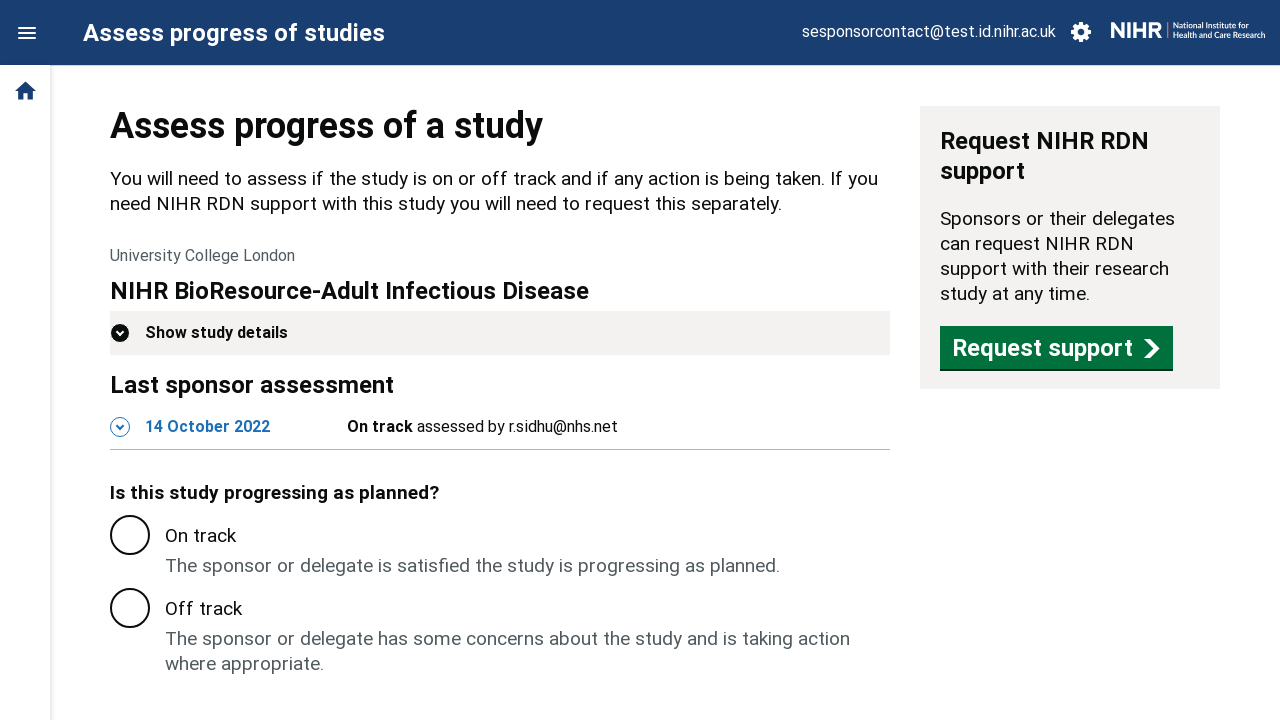 Assess progress of studies
sesponsorcontact@test.id.nihr.ac.uk
NIHR | National Institute for
Health and Care Research
Assess progress of a study
You will need to assess if the study is on or off track and if any action is being taken. If you
need NIHR RDN support with this study you will need to request this separately.
University College London
NIHR BioResource-Adult Infectious Disease
Show study details
Last sponsor assessment
14 October 2022 On track assessed by r.sidhu@nhs.net
Is this study progressing as planned?
On track
The sponsor or delegate is satisfied the study is progressing as planned.
Off track
The sponsor or delegate has some concerns about the study and is taking action
where appropriate.
Request NIHR RDN
support
Sponsors or their delegates
can request NIHR RDN
support with their research
study at any time.
Request support